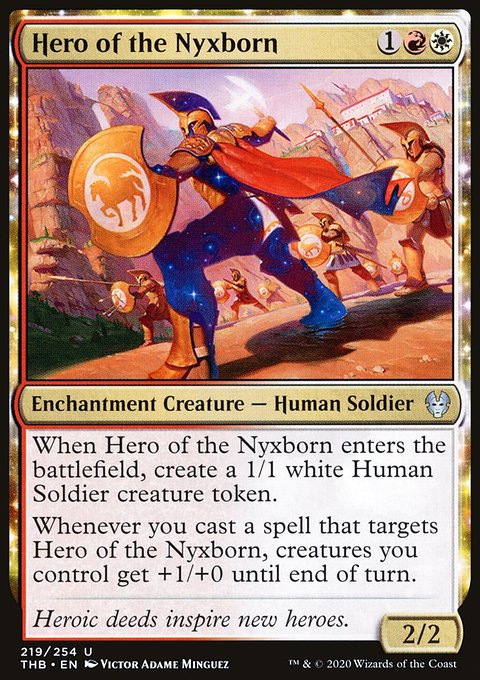 Hero of the Nyxborn 1
Enchantment Creature — Human Soldier
When Hero of the Nyxborn enters the
battlefield, create a 1/1 white Human
Soldier creature token.
Whenever you cast a spell that targets
Hero of the Nyxborn, creatures you
control get +1/+0 until end of turn.
Heroic deeds inspire new heroes.
2/2
219/254 U
THB • EN Victor Adame Minguez
™ & © 2020 Wizards of the Coast